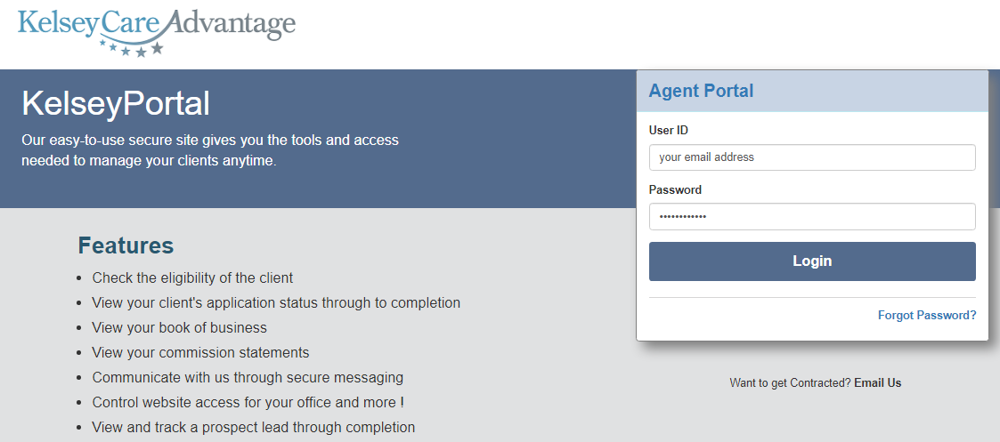 KelseyCareAdvantage
KelseyPortal
Our easy-to-use secure site gives you the tools and access
needed to manage your clients anytime.
Agent Portal
User ID
your email address
Password
••••••••••••
Login
Forgot Password?
Features
Check the eligibility of the client
View your client's application status through to completion
View your book of business
View your commission statements
Communicate with us through secure messaging
Control website access for your office and more !
View and track a prospect lead through completion
Want to get Contracted? Email Us